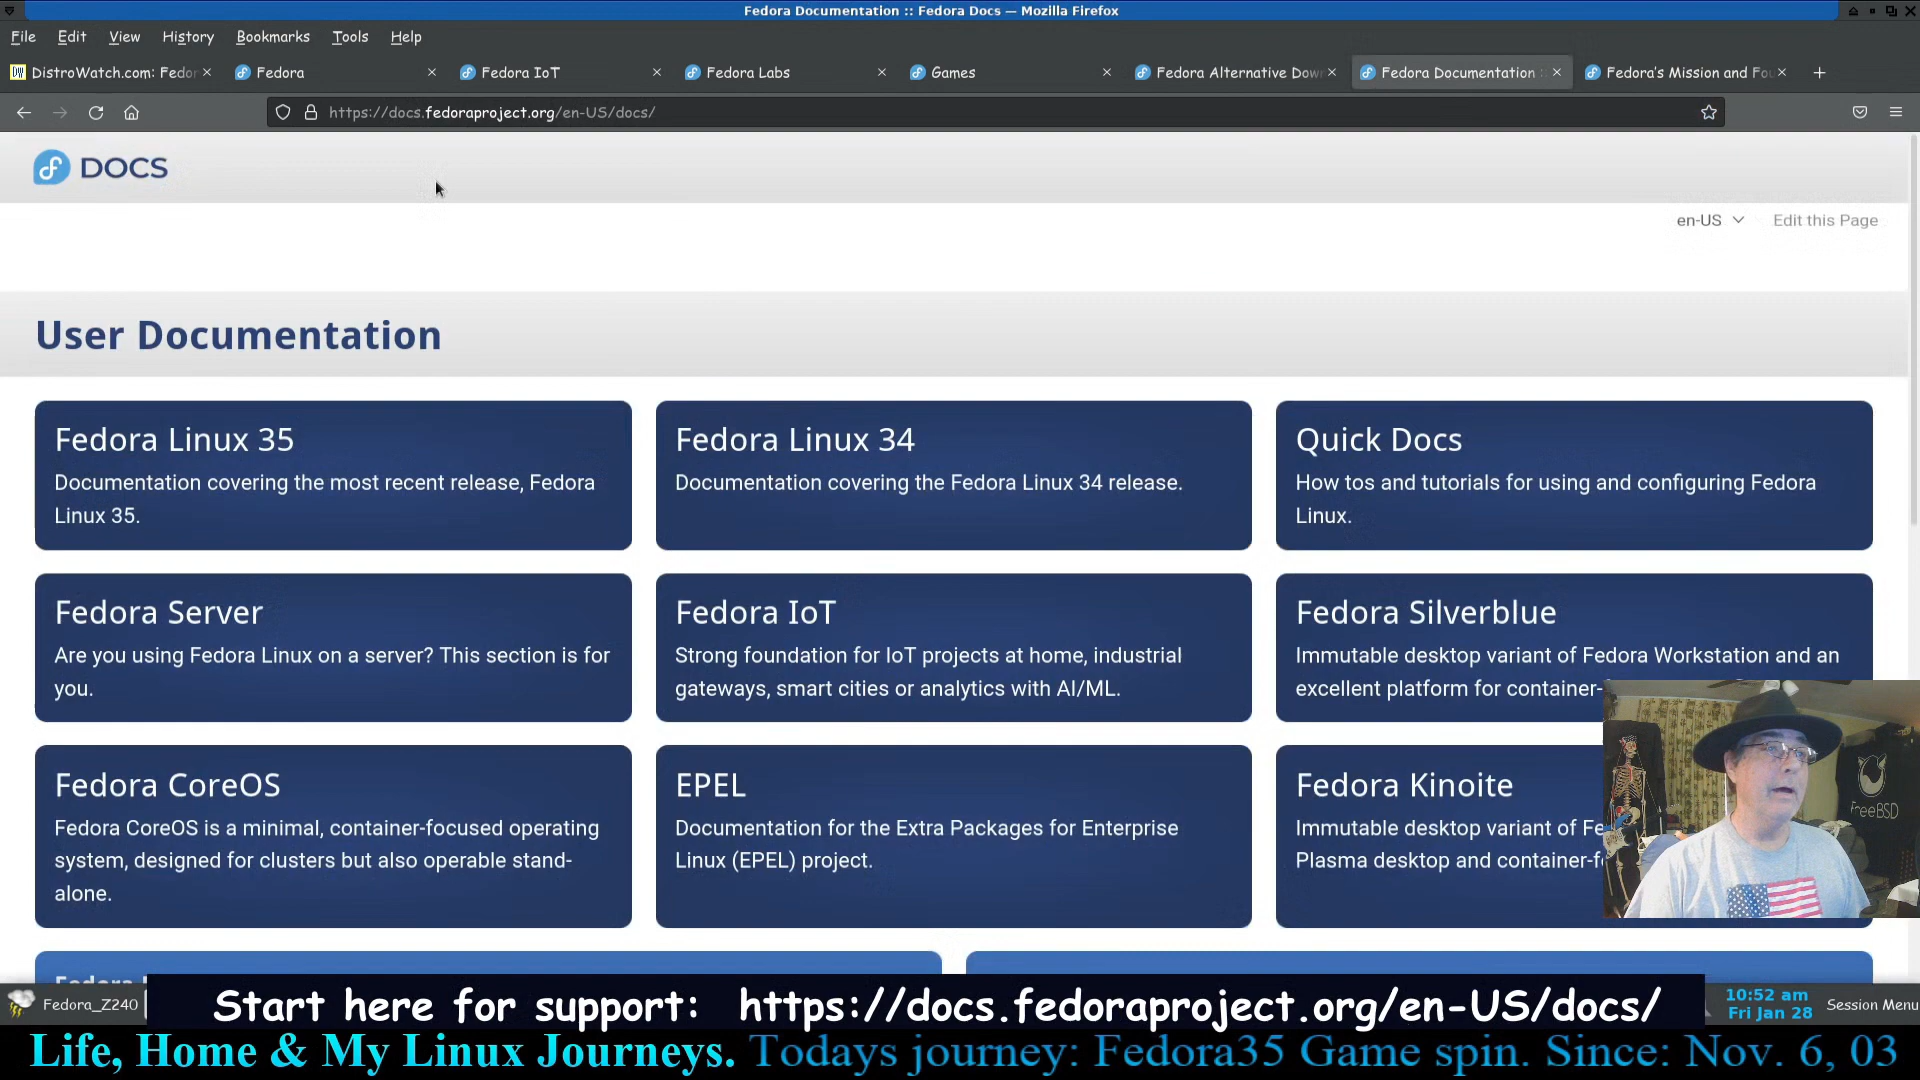 Fedora Documentation :: Fedora Docs — Mozilla Firefox
File Edit View History Bookmarks Tools Help
DistroWatch.com: Fedor
Fedora
Fedora IoT
Fedora Labs
Games
Fedora Alternative Dow
Fedora Documentation :
Fedora's Mission and Fou
https://docs.fedoraproject.org/en-US/docs/
DOCS
en-US
Edit this Page
User Documentation
Fedora Linux 35
Documentation covering the most recent release, Fedora
Linux 35.
Fedora Linux 34
Documentation covering the Fedora Linux 34 release.
Quick Docs
How tos and tutorials for using and configuring Fedora
Linux.
Fedora Server
Are you using Fedora Linux on a server? This section is for
you.
Fedora IoT
Strong foundation for IoT projects at home, industrial
gateways, smart cities or analytics with AI/ML.
Fedora Silverblue
Immutable desktop variant of Fedora Workstation and an
excellent platform for container-
Fedora CoreOS
Fedora CoreOS is a minimal, container-focused operating
system, designed for clusters but also operable stand-
alone.
EPEL
Documentation for the Extra Packages for Enterprise
Linux (EPEL) project.
Fedora Kinoite
Immutable desktop variant of Fe
Plasma desktop and container-f
FreeBSD
Fedora_Z240
Start here for support: https://docs.fedoraproject.org/en-US/docs/
10:52 am
Fri Jan 28
Session Menu
Life, Home & My Linux Journeys. Todays journey: Fedora35 Game spin. Since: Nov. 6, 03